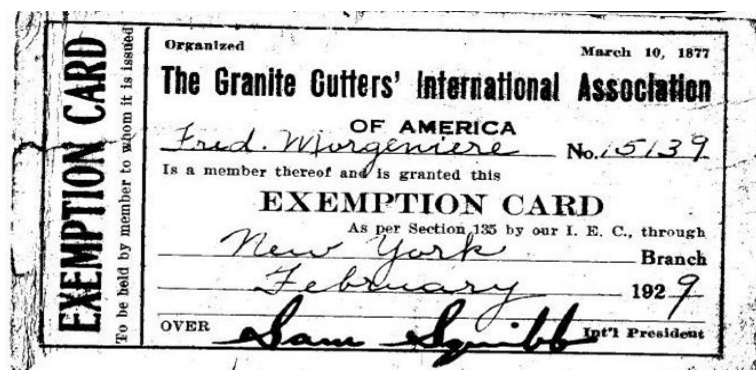 EXEMPTION CARD
To be held by member to whom it is issued
Organized March 10, 1877
The Granite Cutters' International Association
OF AMERICA
Fred. Morgeniere No. 15139
Is a member thereof and is granted this
EXEMPTION CARD
As per Section 135 by our I. E. C., through
New York Branch
February 1929
OVER Sam Squibb Int'l President